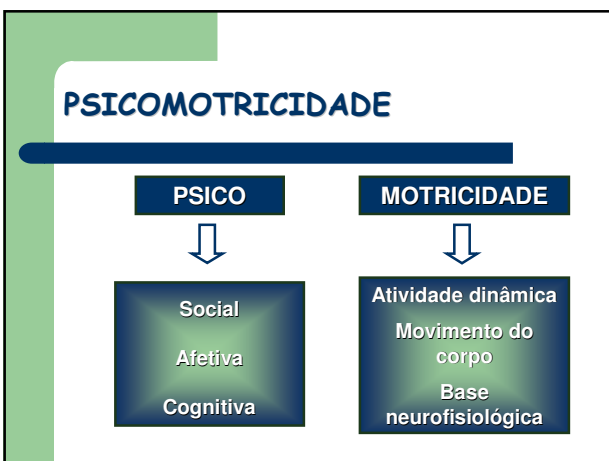 PSICOMOTRICIDADE
PSICO
MOTRICIDADE
Social
Afetiva
Cognitiva
Atividade dinâmica
Movimento do
corpo
Base
neurofisiológica